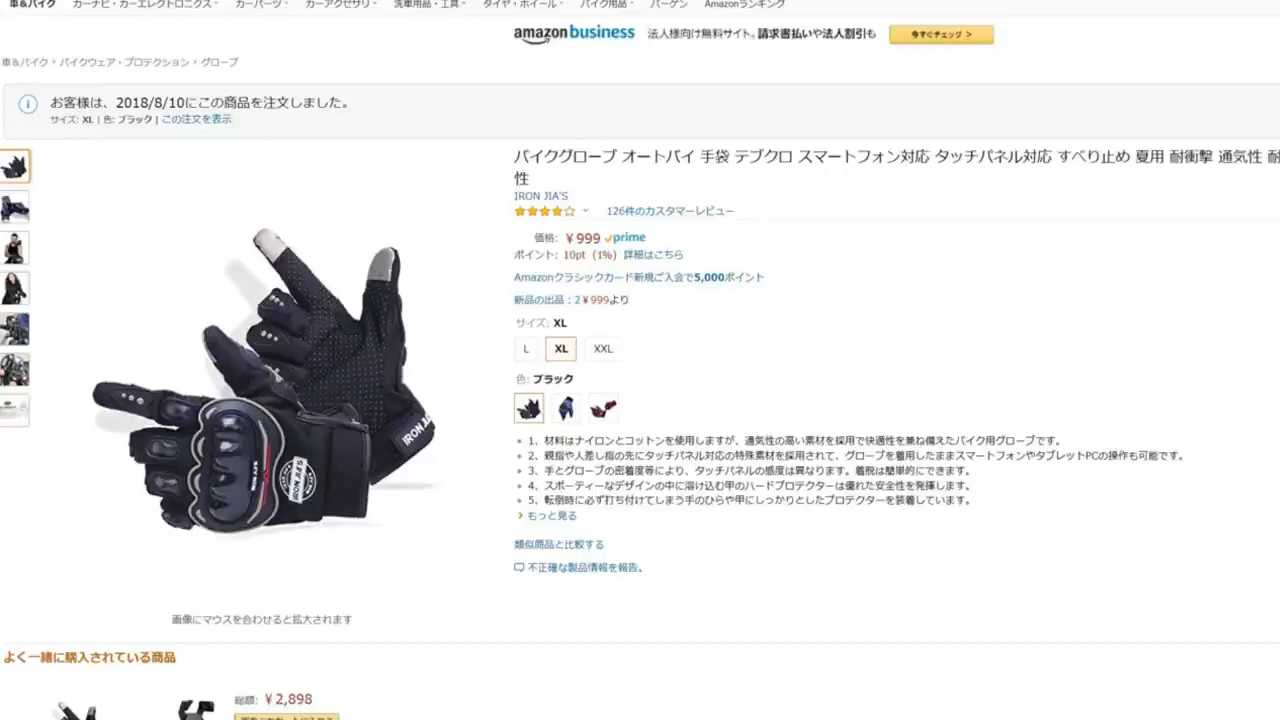 車&バイク カーナビ・カーエレクトロニクス カーパーツ カーアクセサリ 洗車用品・工具 タイヤ・ホイール バイク用品 バーゲン Amazonランキング
amazon business 法人様向け無料サイト。請求書払いや法人割引も 今すぐチェック >
車&バイク › バイクウェア・プロテクション › グローブ
お客様は、2018/8/10にこの商品を注文しました。
サイズ: XL | 色: ブラック | この注文を表示
バイクグローブ オートバイ 手袋 テブクロ スマートフォン対応 タッチパネル対応 すべり止め 夏用 耐衝撃 通気性 耐
性
IRON JIA'S
126件のカスタマーレビュー
価格: ¥ 999 prime
ポイント: 10pt (1%) 詳細はこちら
Amazonクラシックカード新規ご入会で5,000ポイント
新品の出品:2¥ 999より
サイズ: XL
L XL XXL
色: ブラック
1、材料はナイロンとコットンを使用しますが、通気性の高い素材を採用で快適性を兼ね備えたバイク用グローブです。
2、親指や人差し指の先にタッチパネル対応の特殊素材を採用されて、グローブを着用したままスマートフォンやタブレットPCの操作も可能です。
3、手とグローブの密着度等により、タッチパネルの感度は異なります。着脱は簡単的にできます。
4、スポーティーなデザインの中に溶け込む甲のハードプロテクターは優れた安全性を発揮します。
5、転倒時に必ず打ち付けてしまう手のひらや甲にしっかりとしたプロテクターを装着しています。
› もっと見る
類似商品と比較する
不正確な製品情報を報告。
画像にマウスを合わせると拡大されます
よく一緒に購入されている商品
総額: ¥ 2,898